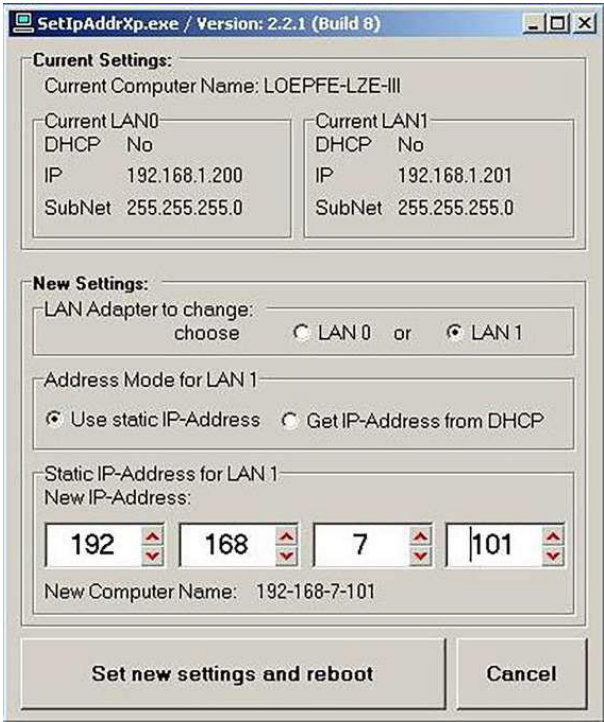 SetIpAddrXp.exe / Version: 2.2.1 (Build 8)
Current Settings:
Current Computer Name: LOEPFE-LZE-III
Current LAN0
DHCP No
IP 192.168.1.200
SubNet 255.255.255.0
Current LAN1
DHCP No
IP 192.168.1.201
SubNet 255.255.255.0
New Settings:
LAN Adapter to change:
choose LAN 0 or LAN 1
Address Mode for LAN 1
Use static IP-Address Get IP-Address from DHCP
Static IP-Address for LAN 1
New IP-Address:
192 168 7 101
New Computer Name: 192-168-7-101
Set new settings and reboot Cancel